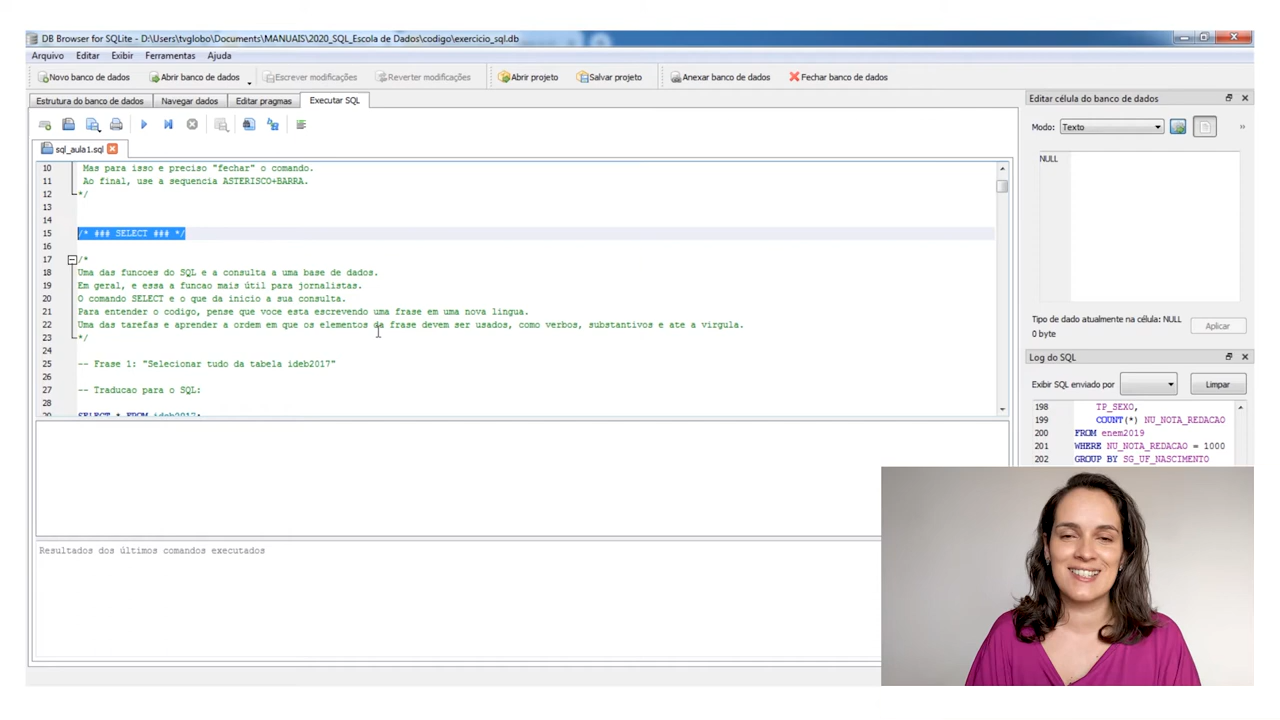 DB Browser for SQLite - D:\Users\tvglobo\Documents\MANUAIS\2020_SQL_Escola de Dados\codigo\exercicio_sql.db
Arquivo Editar Exibir Ferramentas Ajuda
Novo banco de dados Abrir banco de dados Escrever modificações Reverter modificações Abrir projeto Salvar projeto Anexar banco de dados Fechar banco de dados
Estrutura do banco de dados Navegar dados Editar pragmas Executar SQL
sql_aula1.sql
10 Mas para isso e preciso "fechar" o comando.
11 Ao final, use a sequencia ASTERISCO+BARRA.
12 */
13
14
15 /* ### SELECT ### */
16
17 /*
18 Uma das funcoes do SQL e a consulta a uma base de dados.
19 Em geral, e essa a funcao mais útil para jornalistas.
20 O comando SELECT e o que da inicio a sua consulta.
21 Para entender o codigo, pense que voce esta escrevendo uma frase em uma nova lingua.
22 Uma das tarefas e aprender a ordem em que os elementos da frase devem ser usados, como verbos, substantivos e ate a virgula.
23 */
24
25 -- Frase 1: "Selecionar tudo da tabela ideb2017"
26
27 -- Traducao para o SQL:
28
29 SELECT * FROM ideb2017;
Resultados dos últimos comandos executados
Editar célula do banco de dados
Modo: Texto
NULL
Tipo de dado atualmente na célula: NULL
0 byte
Aplicar
Log do SQL
Exibir SQL enviado por Limpar
198 TP_SEXO,
199 COUNT(*) NU_NOTA_REDACAO
200 FROM enem2019
201 WHERE NU_NOTA_REDACAO = 1000
202 GROUP BY SG_UF_NASCIMENTO